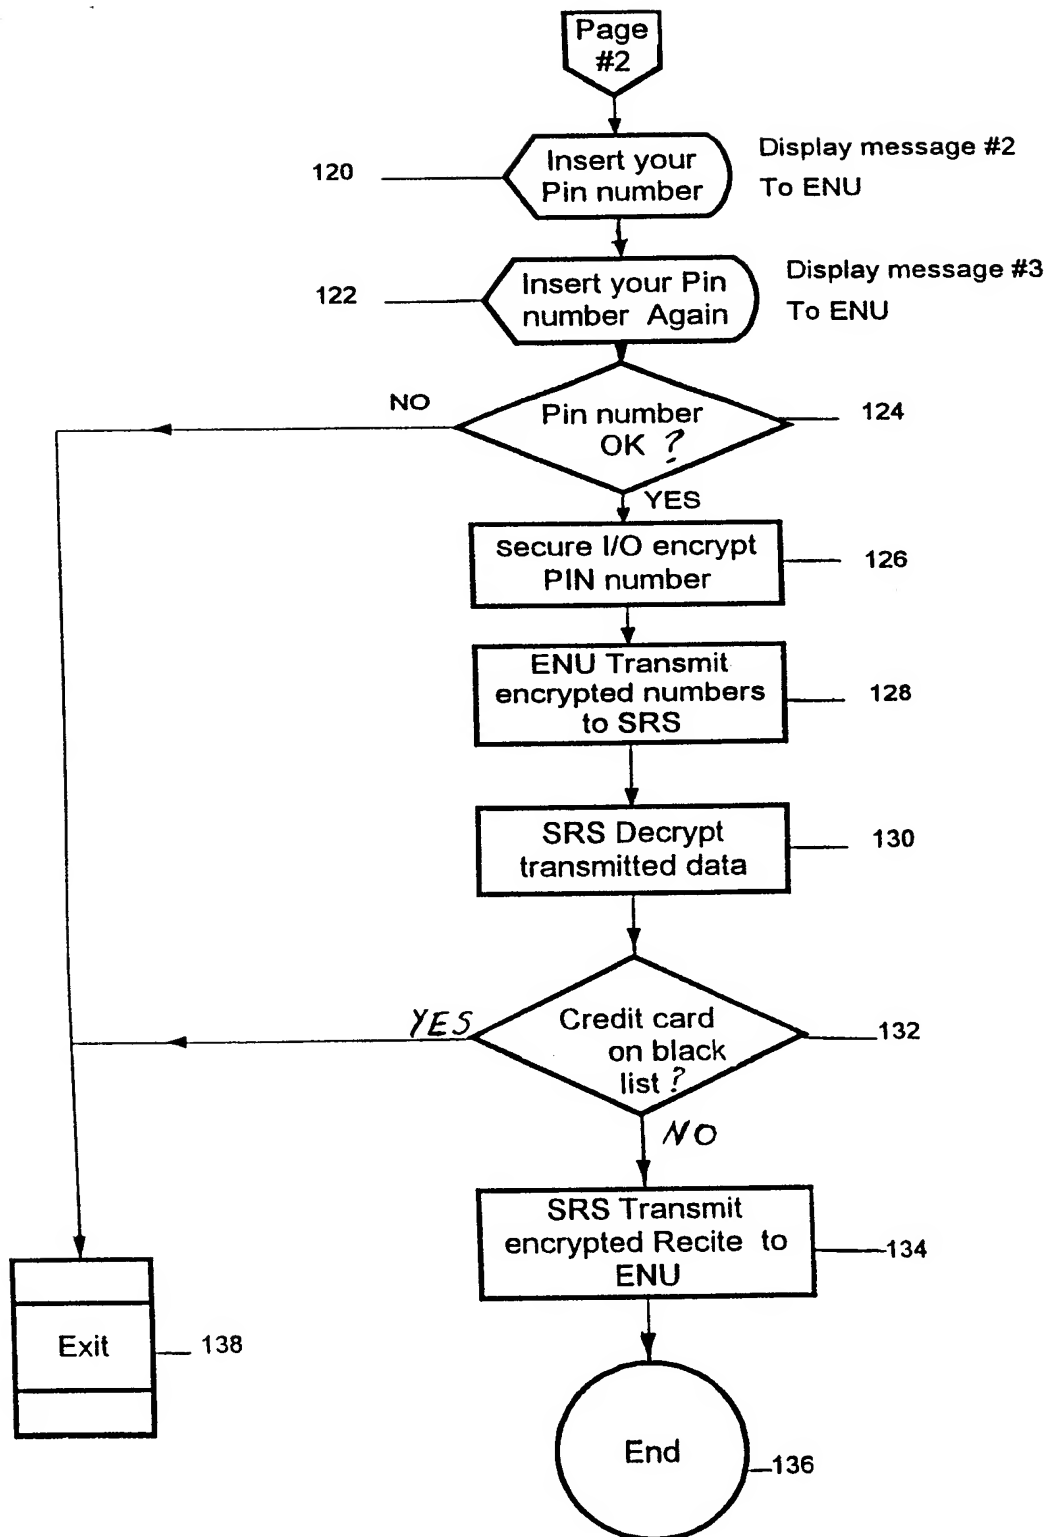 Page
#2
120
Insert your
Pin number
Display message #2
To ENU
122
Insert your Pin
number Again
Display message #3
To ENU
NO
Pin number
OK ?
124
YES
secure I/O encrypt
PIN number
126
ENU Transmit
encrypted numbers
to SRS
128
SRS Decrypt
transmitted data
130
YES
Credit card
on black
list ?
132
NO
SRS Transmit
encrypted Recite to
ENU
134
Exit
138
End
136